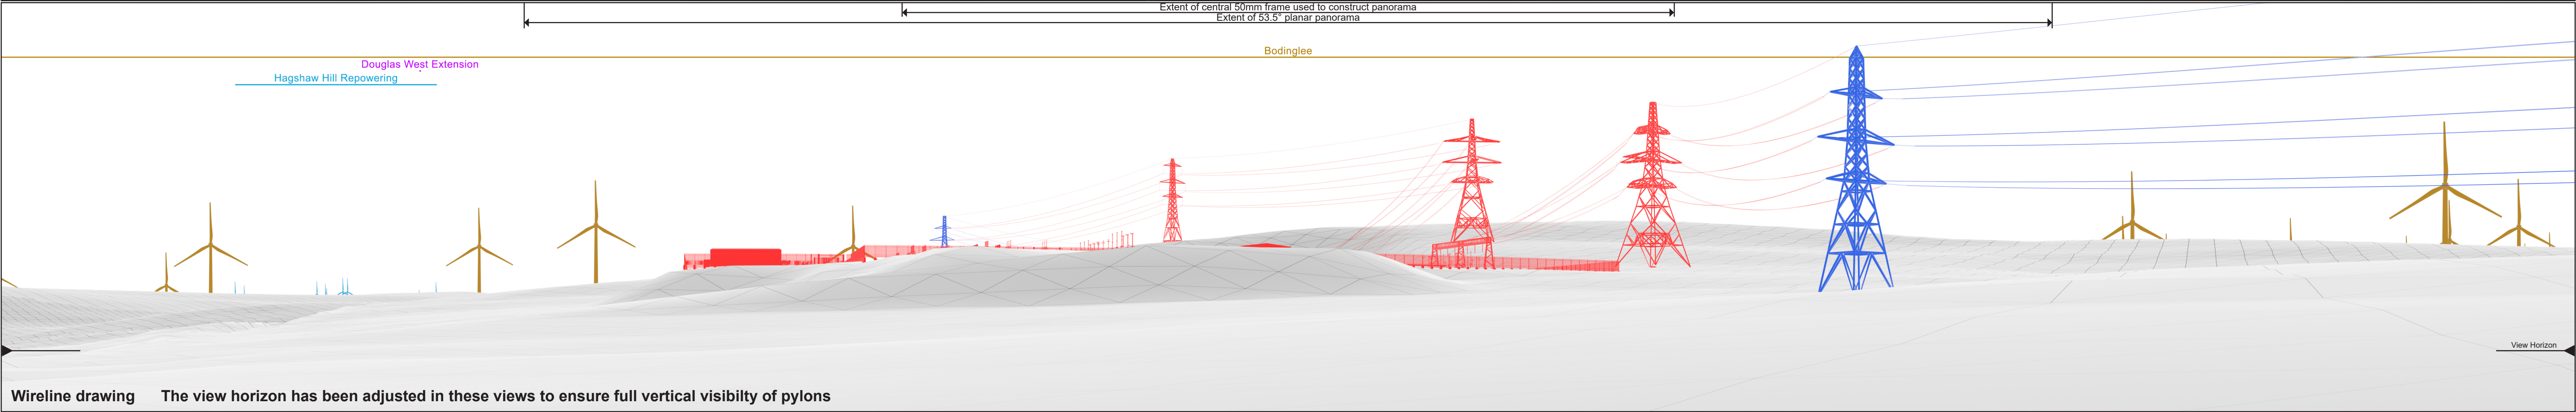 Extent of central 50mm frame used to construct panorama
Extent of 53.5° planar panorama
Bodinglee
Douglas West Extension
Hagshaw Hill Repowering
View Horizon
Wireline drawing The view horizon has been adjusted in these views to ensure full vertical visibilty of pylons